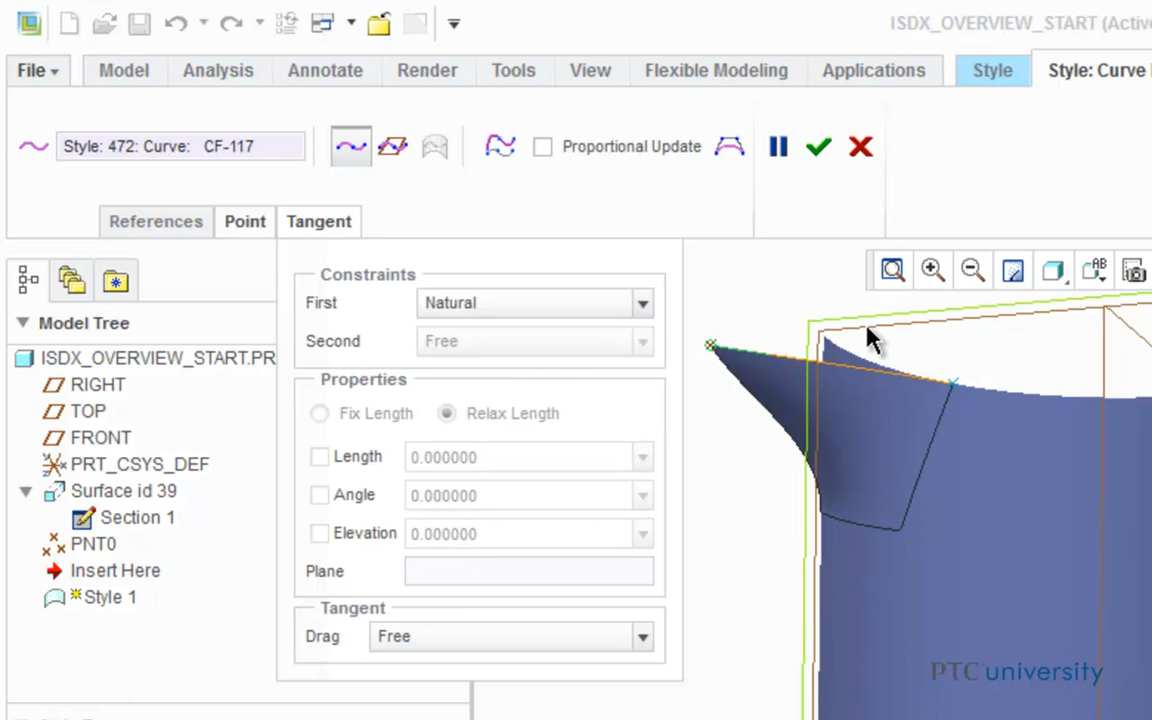 ISDX_OVERVIEW_START (Active
File Model Analysis Annotate Render Tools View Flexible Modeling Applications Style Style: Curve
Style: 472: Curve: CF-117
Proportional Update
References Point Tangent
Constraints
First Natural
Second Free
Properties
Fix Length Relax Length
Length 0.000000
Angle 0.000000
Elevation 0.000000
Plane
Tangent
Drag Free
Model Tree
ISDX_OVERVIEW_START.PR
RIGHT
TOP
FRONT
PRT_CSYS_DEF
Surface id 39
Section 1
PNT0
Insert Here
Style 1
AB
PTC university